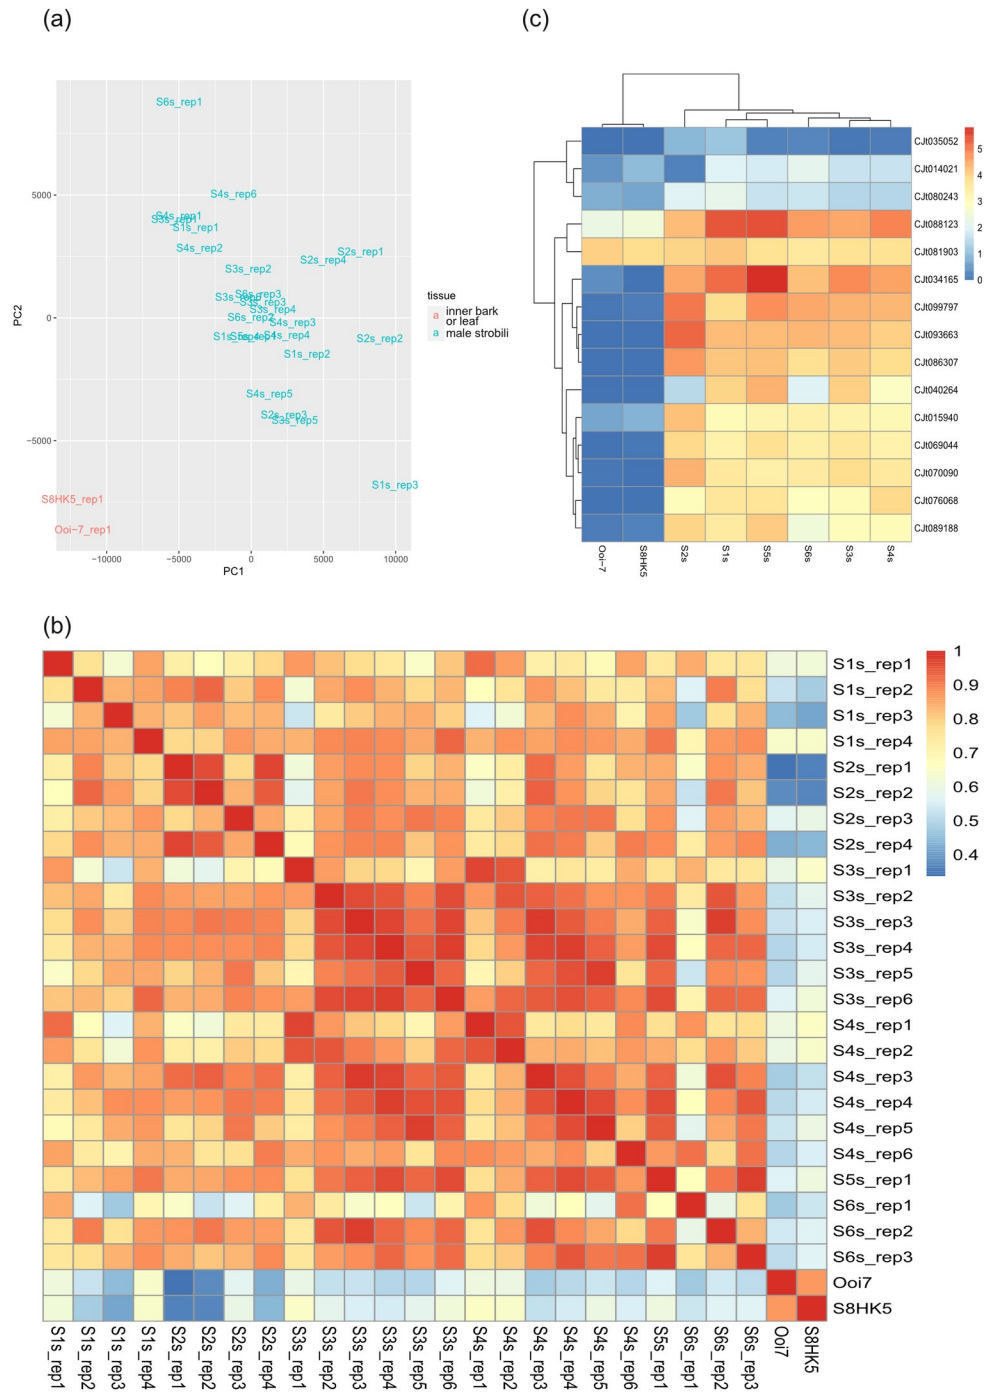 (a)
S6s_rep1
S4s_rep6
S4s_rep1
S3s_rep1
S1s_rep1
S4s_rep2
S2s_rep1
S2s_rep4
S3s_rep2
S6s_rep3
S3s_rep3
S3s_rep4
S6s_rep2
S4s_rep3
S4s_rep4
S2s_rep2
S1s_rep2
S4s_rep5
S2s_rep3
S3s_rep5
S1s_rep3
S8HK5_rep1
Ooi−7_rep1
5000
0
−5000
PC2
−10000
−5000
0
5000
10000
PC1
tissue
a inner bark
or leaf
a male strobili
(c)
CJt035052
CJt014021
CJt080243
CJt088123
CJt081903
CJt034165
CJt099797
CJt093663
CJt086307
CJt040264
CJt015940
CJt069044
CJt070090
CJt076068
CJt089188
Ooi−7
S8HK5
S2s
S1s
S5s
S6s
S3s
S4s
5
4
3
2
1
0
(b)
S1s_rep1
S1s_rep2
S1s_rep3
S1s_rep4
S2s_rep1
S2s_rep2
S2s_rep3
S2s_rep4
S3s_rep1
S3s_rep2
S3s_rep3
S3s_rep4
S3s_rep5
S3s_rep6
S4s_rep1
S4s_rep2
S4s_rep3
S4s_rep4
S4s_rep5
S4s_rep6
S5s_rep1
S6s_rep1
S6s_rep2
S6s_rep3
Ooi7
S8HK5
1
0.9
0.8
0.7
0.6
0.5
0.4
S1s_rep1
S1s_rep2
S1s_rep3
S1s_rep4
S2s_rep1
S2s_rep2
S2s_rep3
S2s_rep4
S3s_rep1
S3s_rep2
S3s_rep3
S3s_rep4
S3s_rep5
S3s_rep6
S4s_rep1
S4s_rep2
S4s_rep3
S4s_rep4
S4s_rep5
S4s_rep6
S5s_rep1
S6s_rep1
S6s_rep2
S6s_rep3
Ooi7
S8HK5